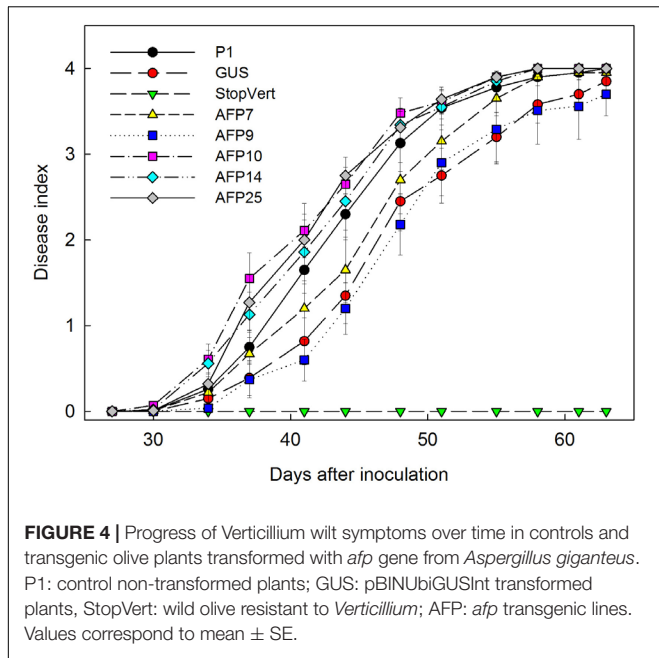 P1
GUS
StopVert
AFP7
AFP9
AFP10
AFP14
AFP25
4
3
2
1
0
Disease index
30
40
50
60
Days after inoculation
FIGURE 4 | Progress of Verticillium wilt symptoms over time in controls and
transgenic olive plants transformed with afp gene from Aspergillus giganteus.
P1: control non-transformed plants; GUS: pBINUbiGUSInt transformed
plants, StopVert: wild olive resistant to Verticillium; AFP: afp transgenic lines.
Values correspond to mean ± SE.